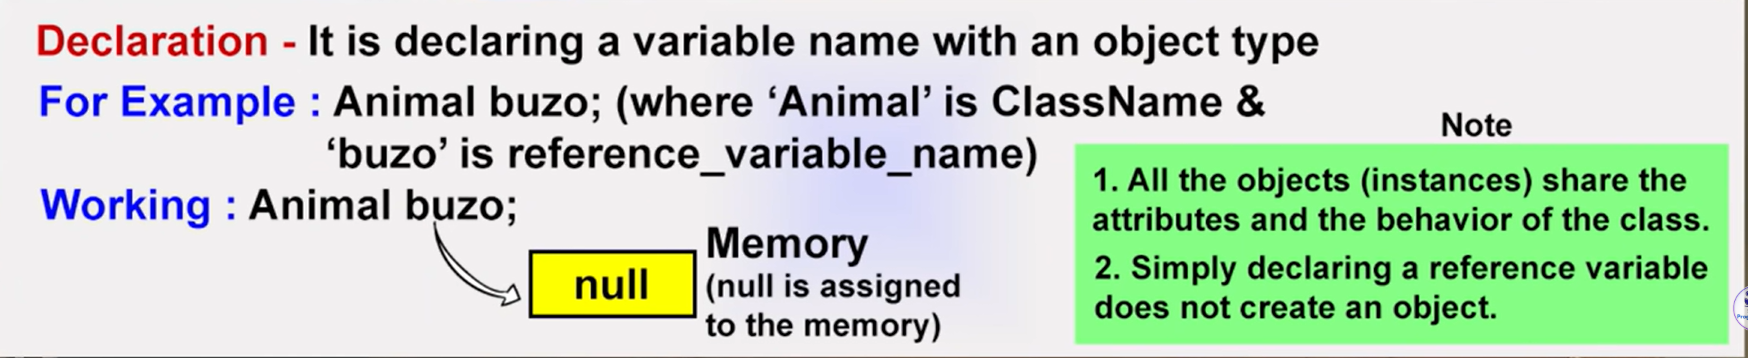 Declaration - It is declaring a variable name with an object type
For Example : Animal buzo; (where ‘Animal’ is ClassName &
‘buzo’ is reference_variable_name)
Working : Animal buzo;
null
Memory
(null is assigned
to the memory)
Note
1. All the objects (instances) share the
attributes and the behavior of the class.
2. Simply declaring a reference variable
does not create an object.